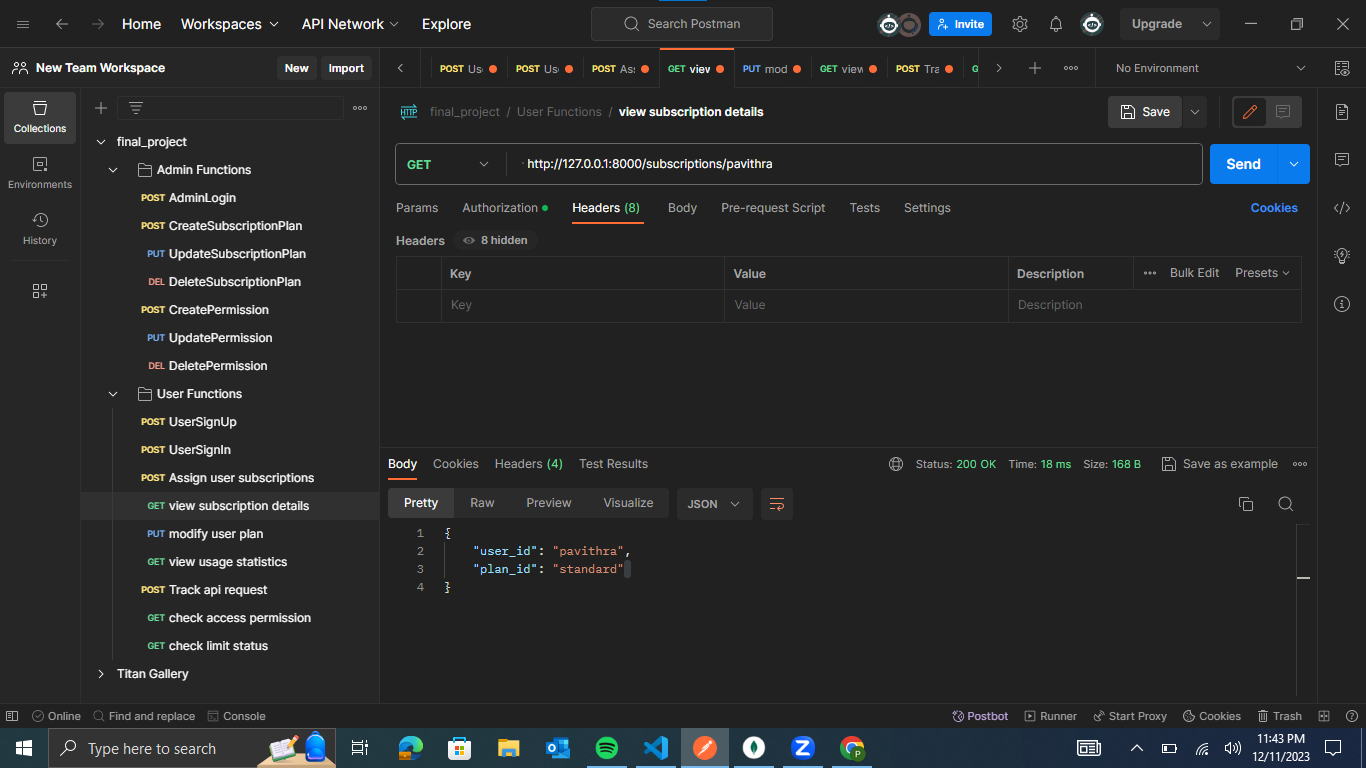 Home Workspaces API Network Explore Search Postman Invite Upgrade
New Team Workspace New Import
POST Us POST Us POST As GET view PUT mod GET view POST Tra G No Environment
Collections
Environments
History
final_project
Admin Functions
POST AdminLogin
POST CreateSubscriptionPlan
PUT UpdateSubscriptionPlan
DEL DeleteSubscriptionPlan
POST CreatePermission
PUT UpdatePermission
DEL DeletePermission
User Functions
POST UserSignUp
POST UserSignIn
POST Assign user subscriptions
GET view subscription details
PUT modify user plan
GET view usage statistics
POST Track api request
GET check access permission
GET check limit status
Titan Gallery
HTTP final_project / User Functions / view subscription details Save
GET http://127.0.0.1:8000/subscriptions/pavithra Send
Params Authorization Headers (8) Body Pre-request Script Tests Settings Cookies
Headers 8 hidden
Key Value Description Bulk Edit Presets
Key Value Description
Body Cookies Headers (4) Test Results Status: 200 OK Time: 18 ms Size: 168 B Save as example
Pretty Raw Preview Visualize JSON
1 {
2 "user_id": "pavithra",
3 "plan_id": "standard"
4 }
Online Find and replace Console Postbot Runner Start Proxy Cookies Trash
Type here to search
11:43 PM
12/11/2023